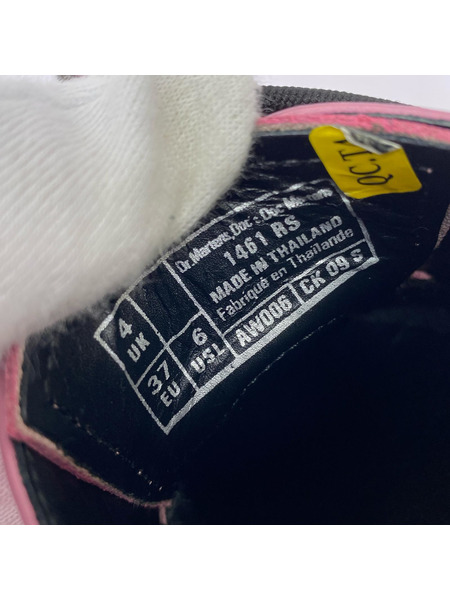 Dr.Martens,Doc's,Doc Martens
1461 RS
MADE IN THAILAND
Fabriqué en Thaïlande
4
UK
37
EU
6
USL
AW006
CK 09 S